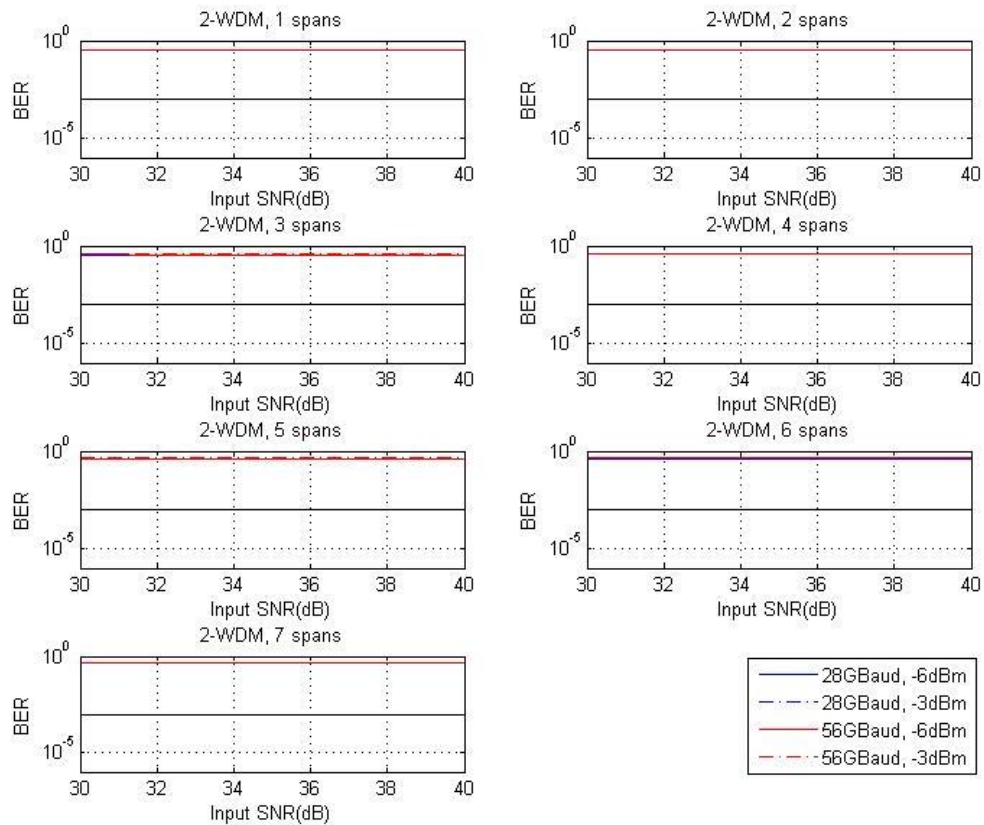 2-WDM, 1 spans
10^0
BER
10^-5
30 32 34 36 38 40
Input SNR(dB)
2-WDM, 2 spans
10^0
BER
10^-5
30 32 34 36 38 40
Input SNR(dB)
2-WDM, 3 spans
10^0
BER
10^-5
30 32 34 36 38 40
Input SNR(dB)
2-WDM, 4 spans
10^0
BER
10^-5
30 32 34 36 38 40
Input SNR(dB)
2-WDM, 5 spans
10^0
BER
10^-5
30 32 34 36 38 40
Input SNR(dB)
2-WDM, 6 spans
10^0
BER
10^-5
30 32 34 36 38 40
Input SNR(dB)
2-WDM, 7 spans
10^0
BER
10^-5
30 32 34 36 38 40
Input SNR(dB)
28GBaud, -6dBm
28GBaud, -3dBm
56GBaud, -6dBm
56GBaud, -3dBm